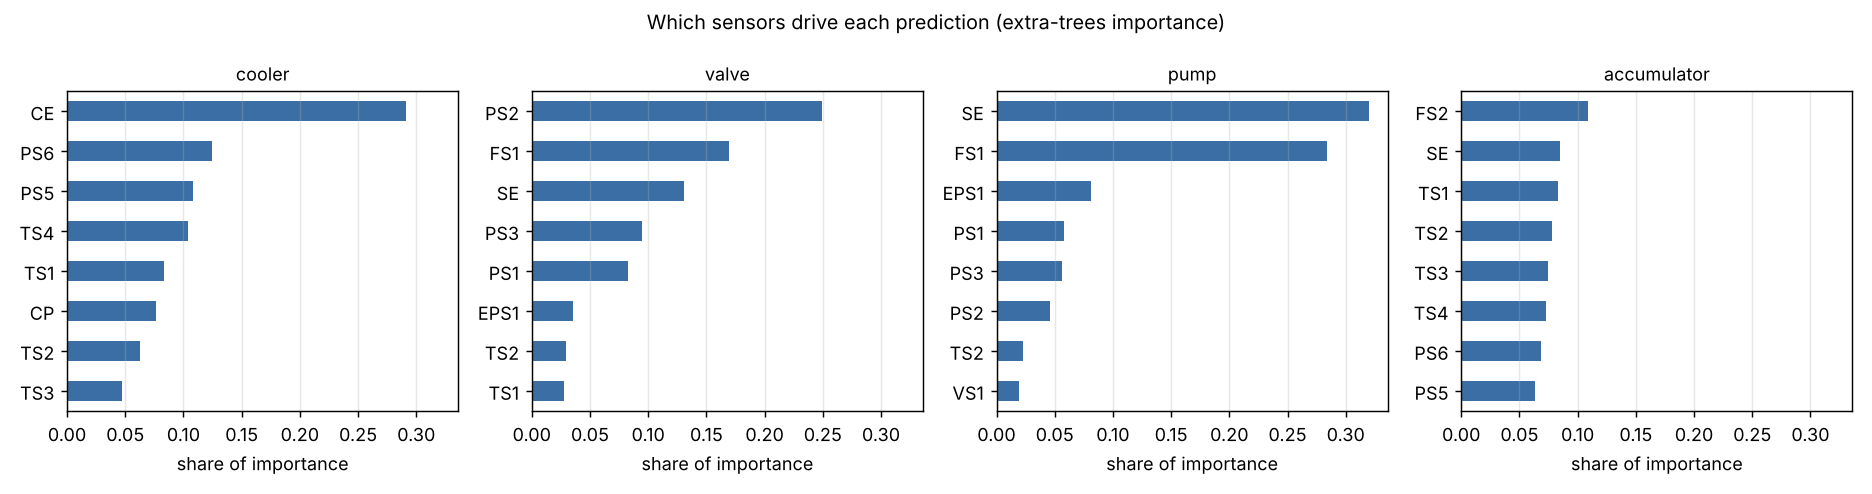 Which sensors drive each prediction (extra-trees importance)
cooler
CE
PS6
PS5
TS4
TS1
CP
TS2
TS3
0.00 0.05 0.10 0.15 0.20 0.25 0.30
share of importance
valve
PS2
FS1
SE
PS3
PS1
EPS1
TS2
TS1
0.00 0.05 0.10 0.15 0.20 0.25 0.30
share of importance
pump
SE
FS1
EPS1
PS1
PS3
PS2
TS2
VS1
0.00 0.05 0.10 0.15 0.20 0.25 0.30
share of importance
accumulator
FS2
SE
TS1
TS2
TS3
TS4
PS6
PS5
0.00 0.05 0.10 0.15 0.20 0.25 0.30
share of importance